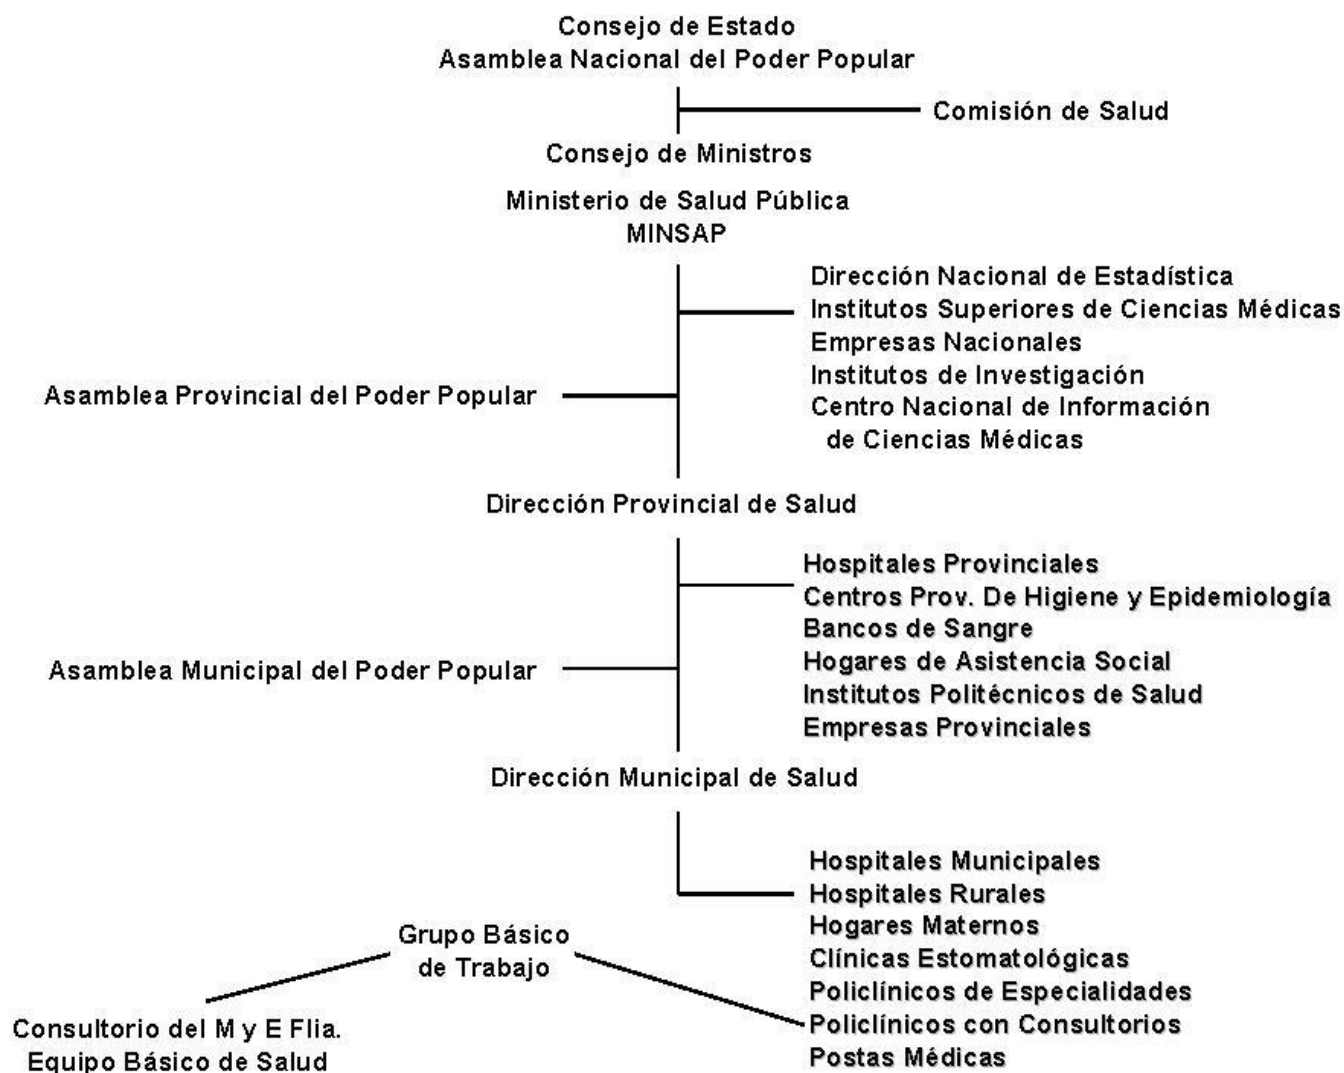 Consejo de Estado
Asamblea Nacional del Poder Popular
Comisión de Salud
Consejo de Ministros
Ministerio de Salud Pública
MINSAP
Dirección Nacional de Estadística
Institutos Superiores de Ciencias Médicas
Empresas Nacionales
Institutos de Investigación
Centro Nacional de Información
de Ciencias Médicas
Asamblea Provincial del Poder Popular
Dirección Provincial de Salud
Hospitales Provinciales
Centros Prov. De Higiene y Epidemiología
Bancos de Sangre
Hogares de Asistencia Social
Institutos Politécnicos de Salud
Empresas Provinciales
Asamblea Municipal del Poder Popular
Dirección Municipal de Salud
Hospitales Municipales
Hospitales Rurales
Hogares Maternos
Clínicas Estomatológicas
Policlínicos de Especialidades
Policlínicos con Consultorios
Postas Médicas
Grupo Básico
de Trabajo
Consultorio del M y E Flia.
Equipo Básico de Salud